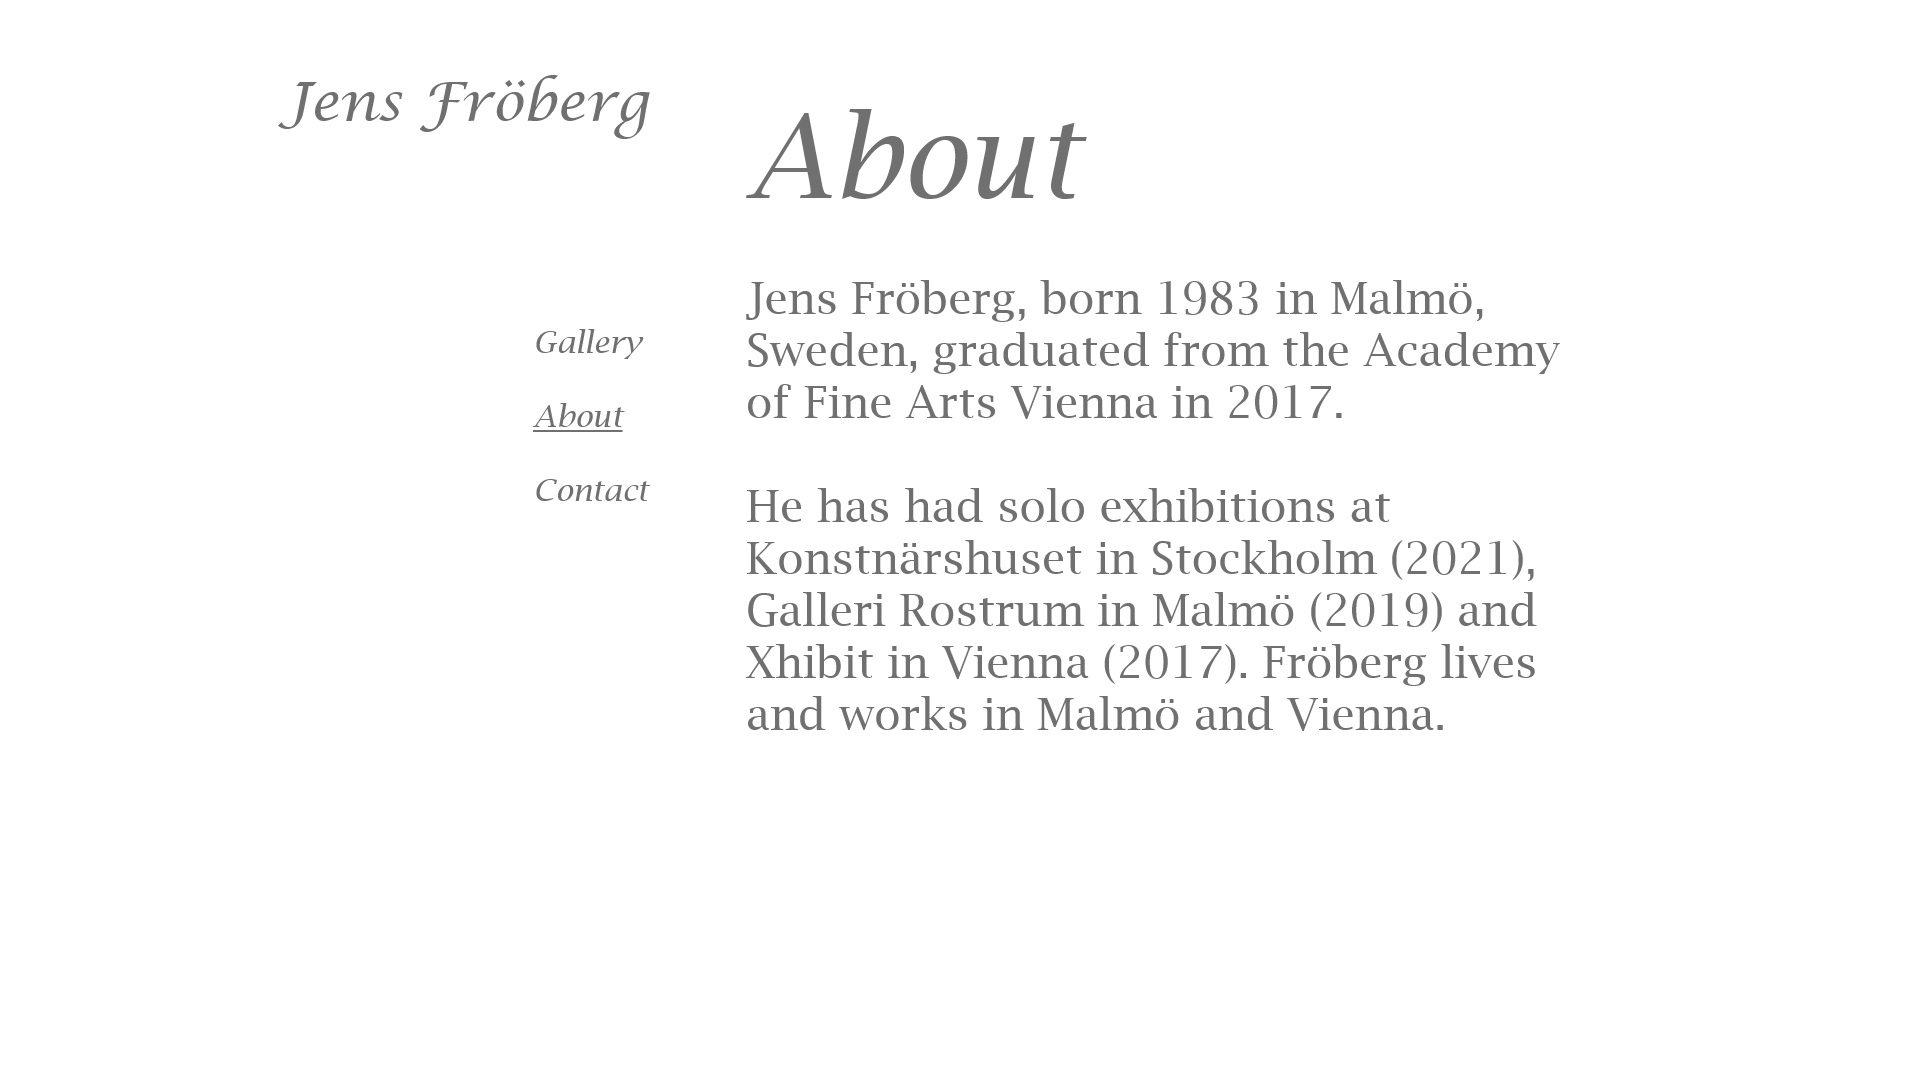 Jens Fröberg
Gallery
About
Contact
About
Jens Fröberg, born 1983 in Malmö,
Sweden, graduated from the Academy
of Fine Arts Vienna in 2017.
He has had solo exhibitions at
Konstnärshuset in Stockholm (2021),
Galleri Rostrum in Malmö (2019) and
Xhibit in Vienna (2017). Fröberg lives
and works in Malmö and Vienna.